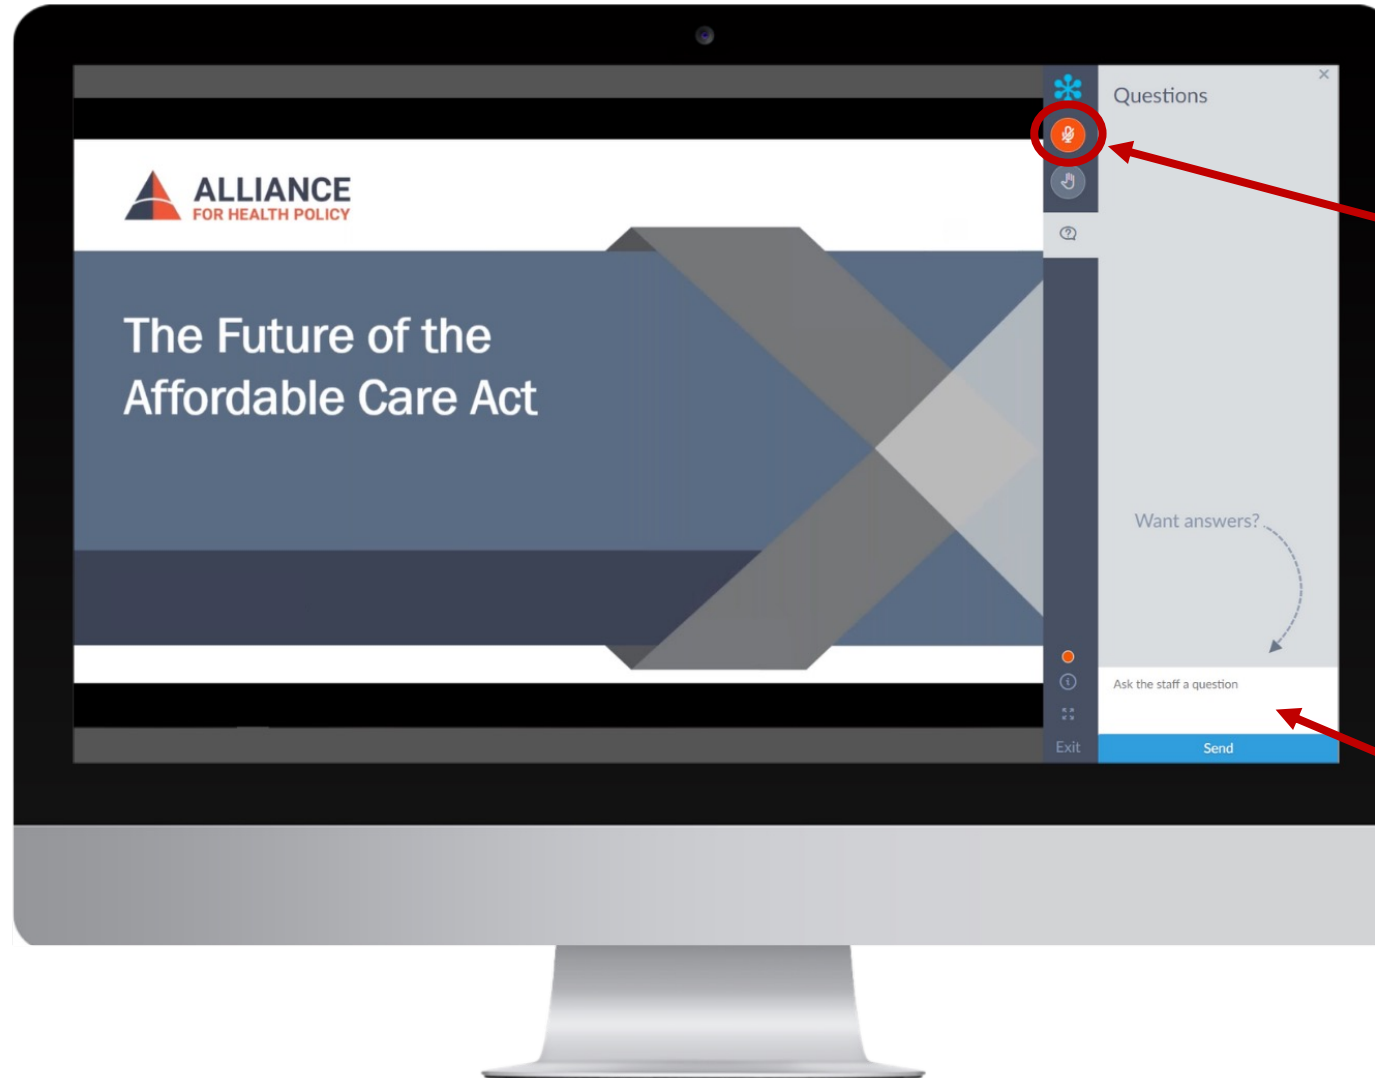 ALLIANCE
FOR HEALTH POLICY
The Future of the
Affordable Care Act
Questions
Want answers?
Ask the staff a question
Exit
Send